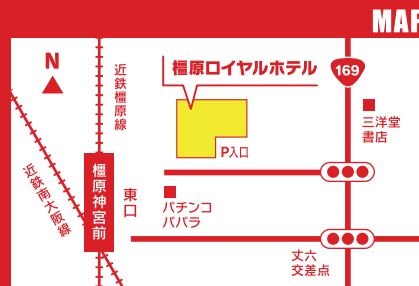 MAP
N
近鉄橿原線
橿原ロイヤルホテル
169
三洋堂
書店
P入口
近鉄南大阪線
橿原神宮前
東口
パチンコ
パパラ
丈六
交差点